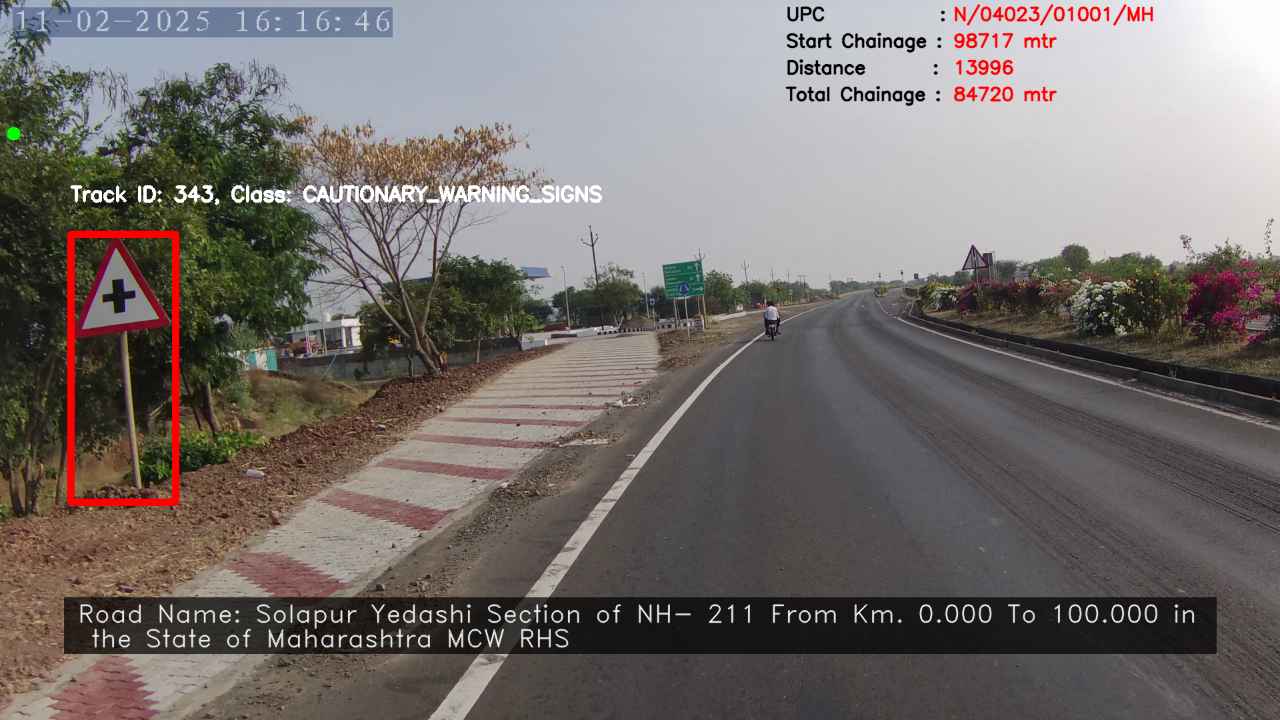 11-02-2025 16:16:46
UPC : N/04023/01001/MH
Start Chainage : 98717 mtr
Distance : 13996
Total Chainage : 84720 mtr
Track ID: 343, Class: CAUTIONARY_WARNING_SIGNS
Road Name: Solapur Yedashi Section of NH- 211 From Km. 0.000 To 100.000 in
the State of Maharashtra MCW RHS